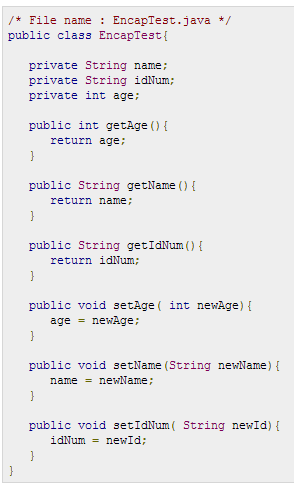 /* File name : EncapTest.java */
public class EncapTest{
private String name;
private String idNum;
private int age;
public int getAge(){
return age;
}
public String getName(){
return name;
}
public String getIdNum(){
return idNum;
}
public void setAge( int newAge){
age = newAge;
}
public void setName(String newName){
name = newName;
}
public void setIdNum( String newId){
idNum = newId;
}
}